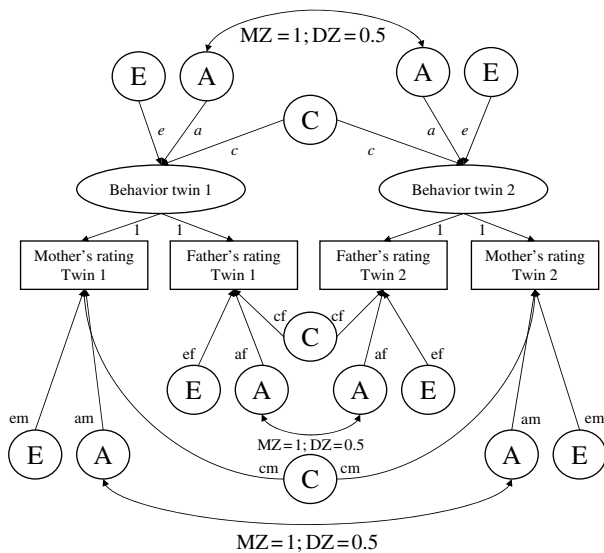 MZ = 1; DZ = 0.5
E A A E
C
e a a e
c c
Behavior twin 1 Behavior twin 2
1 1 1 1
Mother's rating Twin 1
Father's rating Twin 1
Father's rating Twin 2
Mother's rating Twin 2
cf cf
C
ef af af ef
E A A E
MZ = 1; DZ = 0.5
em am am em
E A A E
cm C cm
MZ = 1; DZ = 0.5